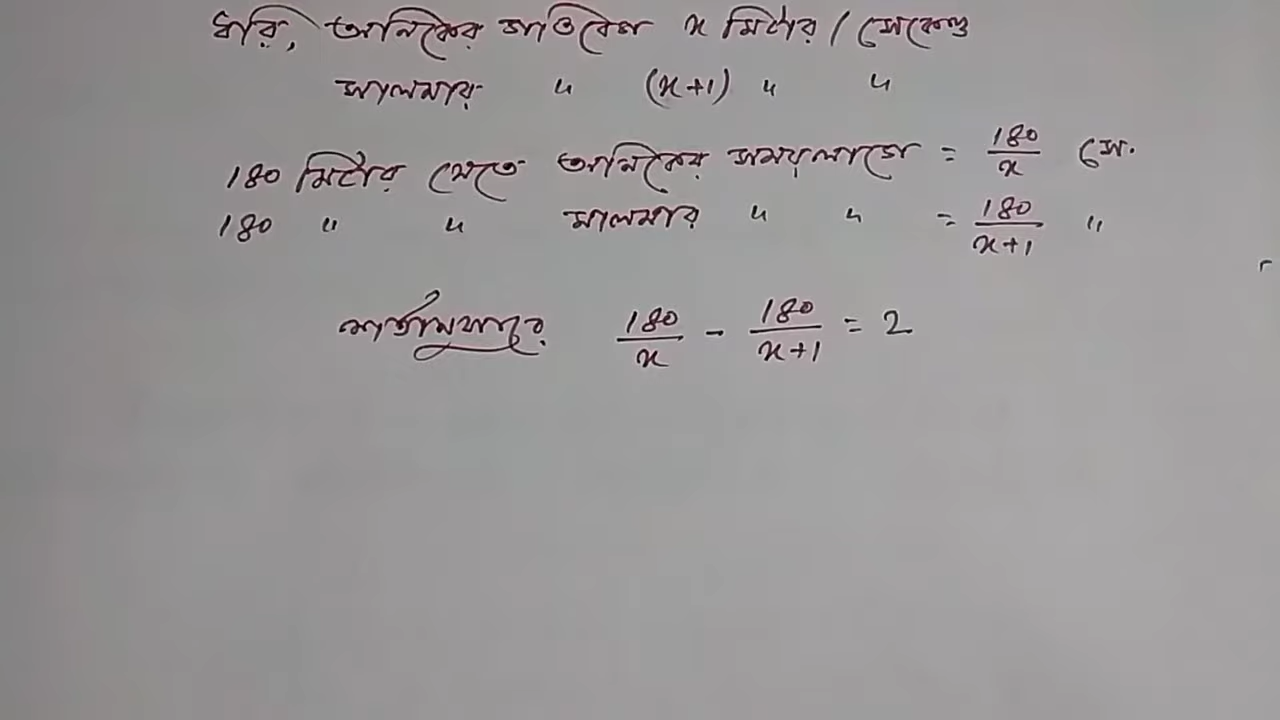 ধরি, অনিকের গতিবেগ x মিটার / সেকেণ্ড
সালমার " (x+1) " "
180 মিটার যেতে অনিকের সময়লাগে = 180/x সে.
180 " " সালমার " " = 180/x+1 "
শর্তানুসারে 180/x - 180/x+1 = 2